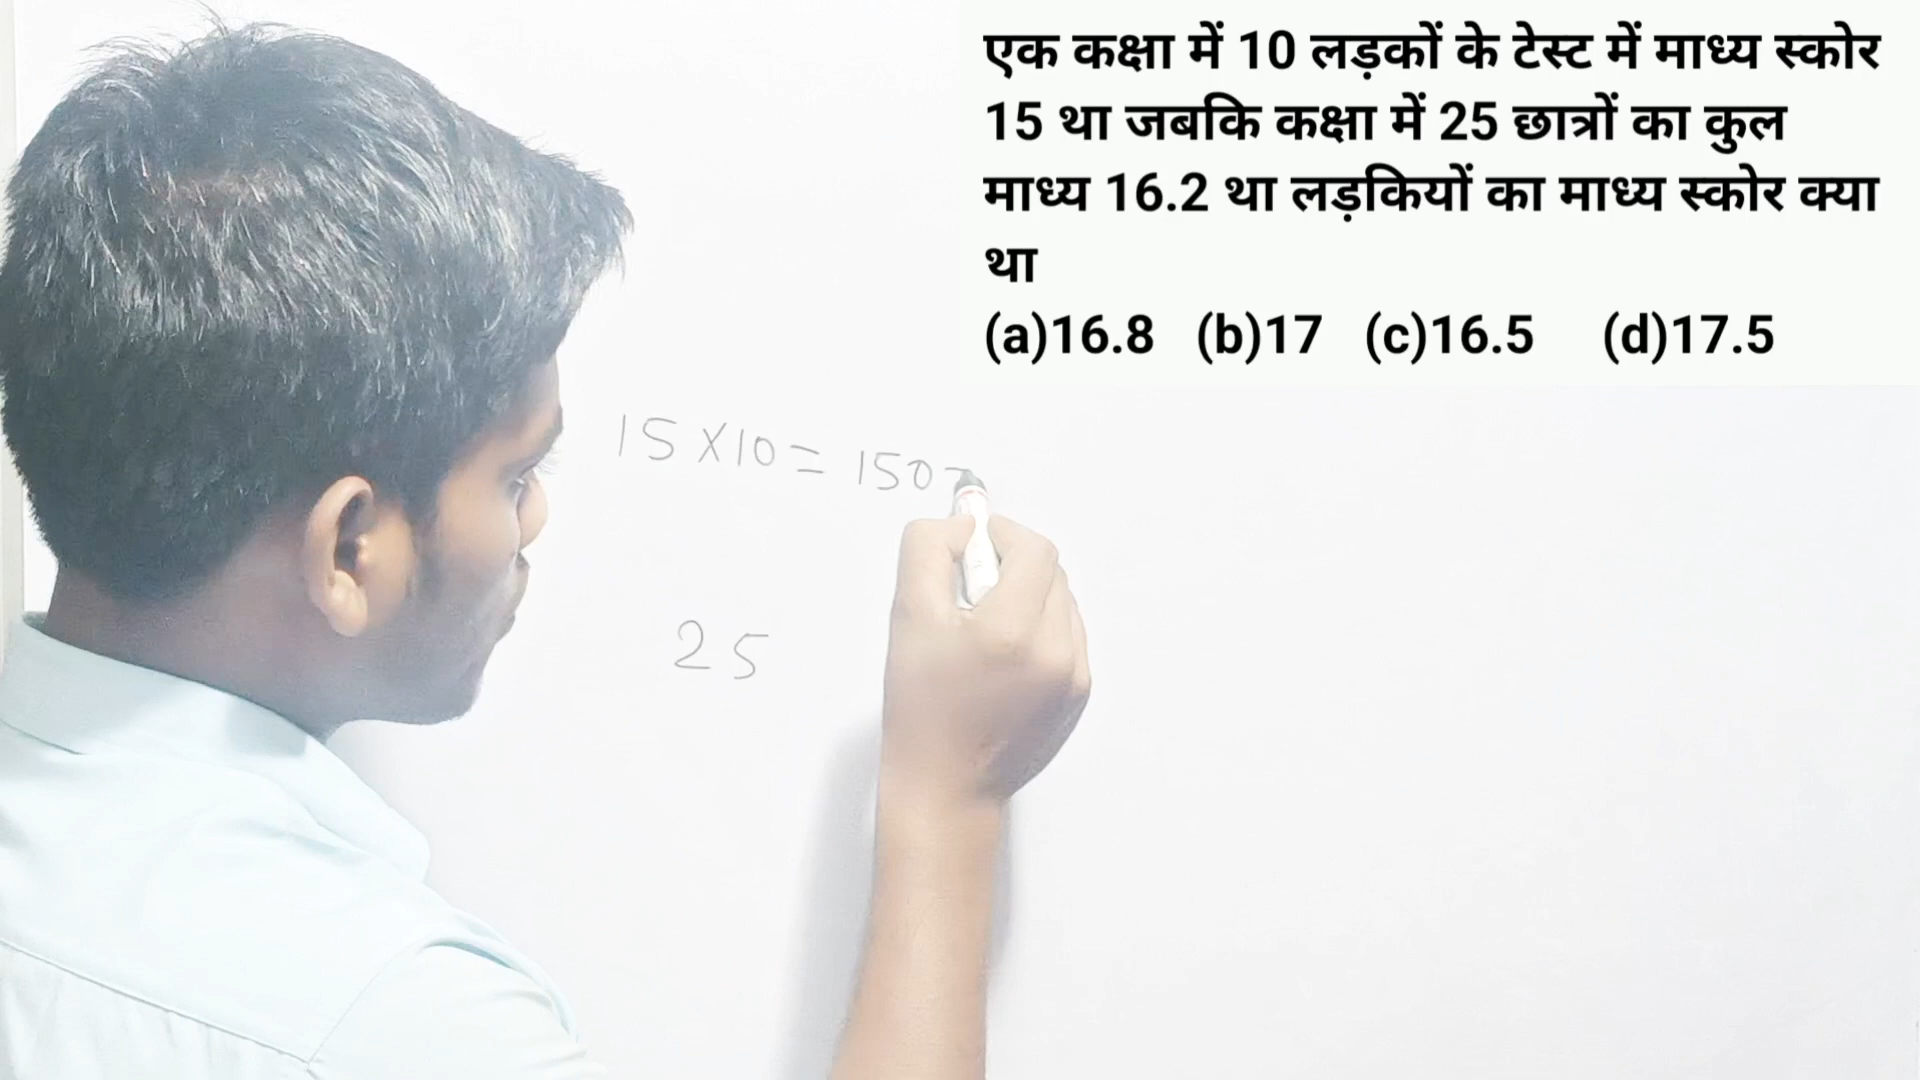 एक कक्षा में 10 लड़कों के टेस्ट में माध्य स्कोर
15 था जबकि कक्षा में 25 छात्रों का कुल
माध्य 16.2 था लड़कियों का माध्य स्कोर क्या
था
(a)16.8 (b)17 (c)16.5 (d)17.5
15 × 10 = 150
25